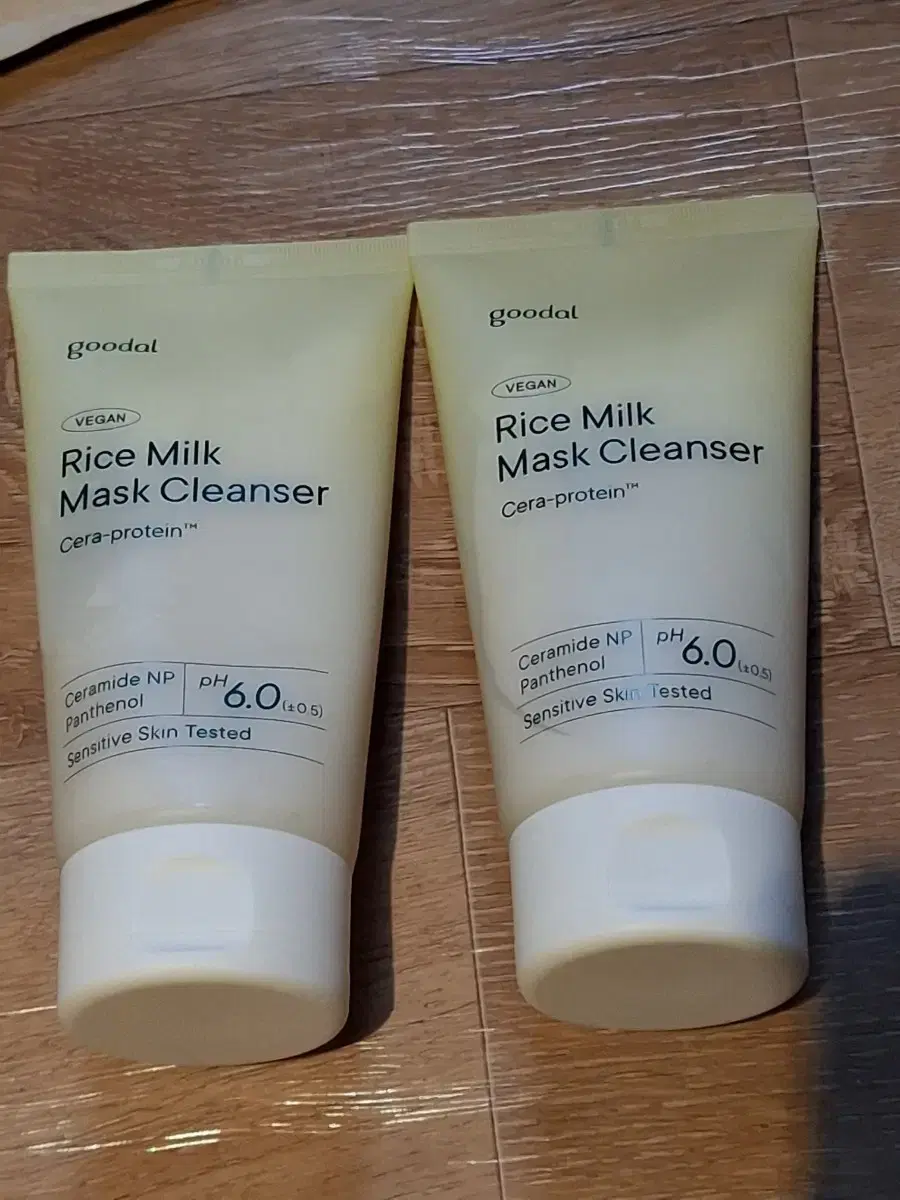 goodal
VEGAN
Rice Milk
Mask Cleanser
Cera-protein™
Ceramide NP
Panthenol
pH 6.0 (±0.5)
Sensitive Skin Tested
goodal
VEGAN
Rice Milk
Mask Cleanser
Cera-protein™
Ceramide NP
Panthenol
pH 6.0 (±0.5)
Sensitive Skin Tested